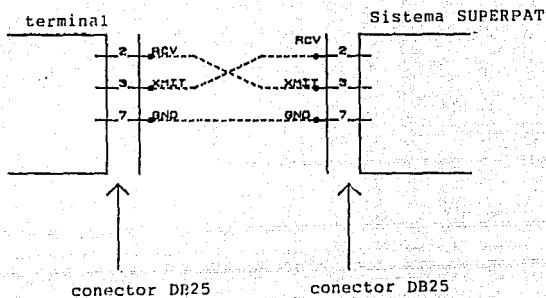 terminal
Sistema SUPERPAT
2 RCV RCV 2
3 XMIT XMIT 3
7 GND GND 7
conector DB25
conector DB25